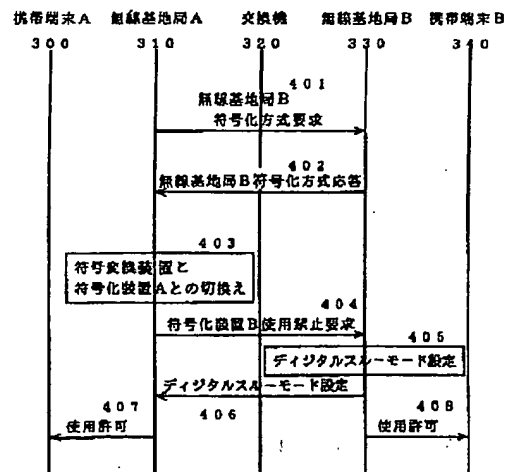 携帯端末A 無線基地局A 交換機 無線基地局B 携帯端末B
300 310 320 330 340
401
無線基地局B
符号化方式要求
402
無線基地局B符号化方式応答
403
符号変換装置と
符号化装置Aとの切換え
404
符号化装置B使用禁止要求
405
ディジタルスルーモード設定
ディジタルスルーモード設定
407 406 408
使用許可 使用許可